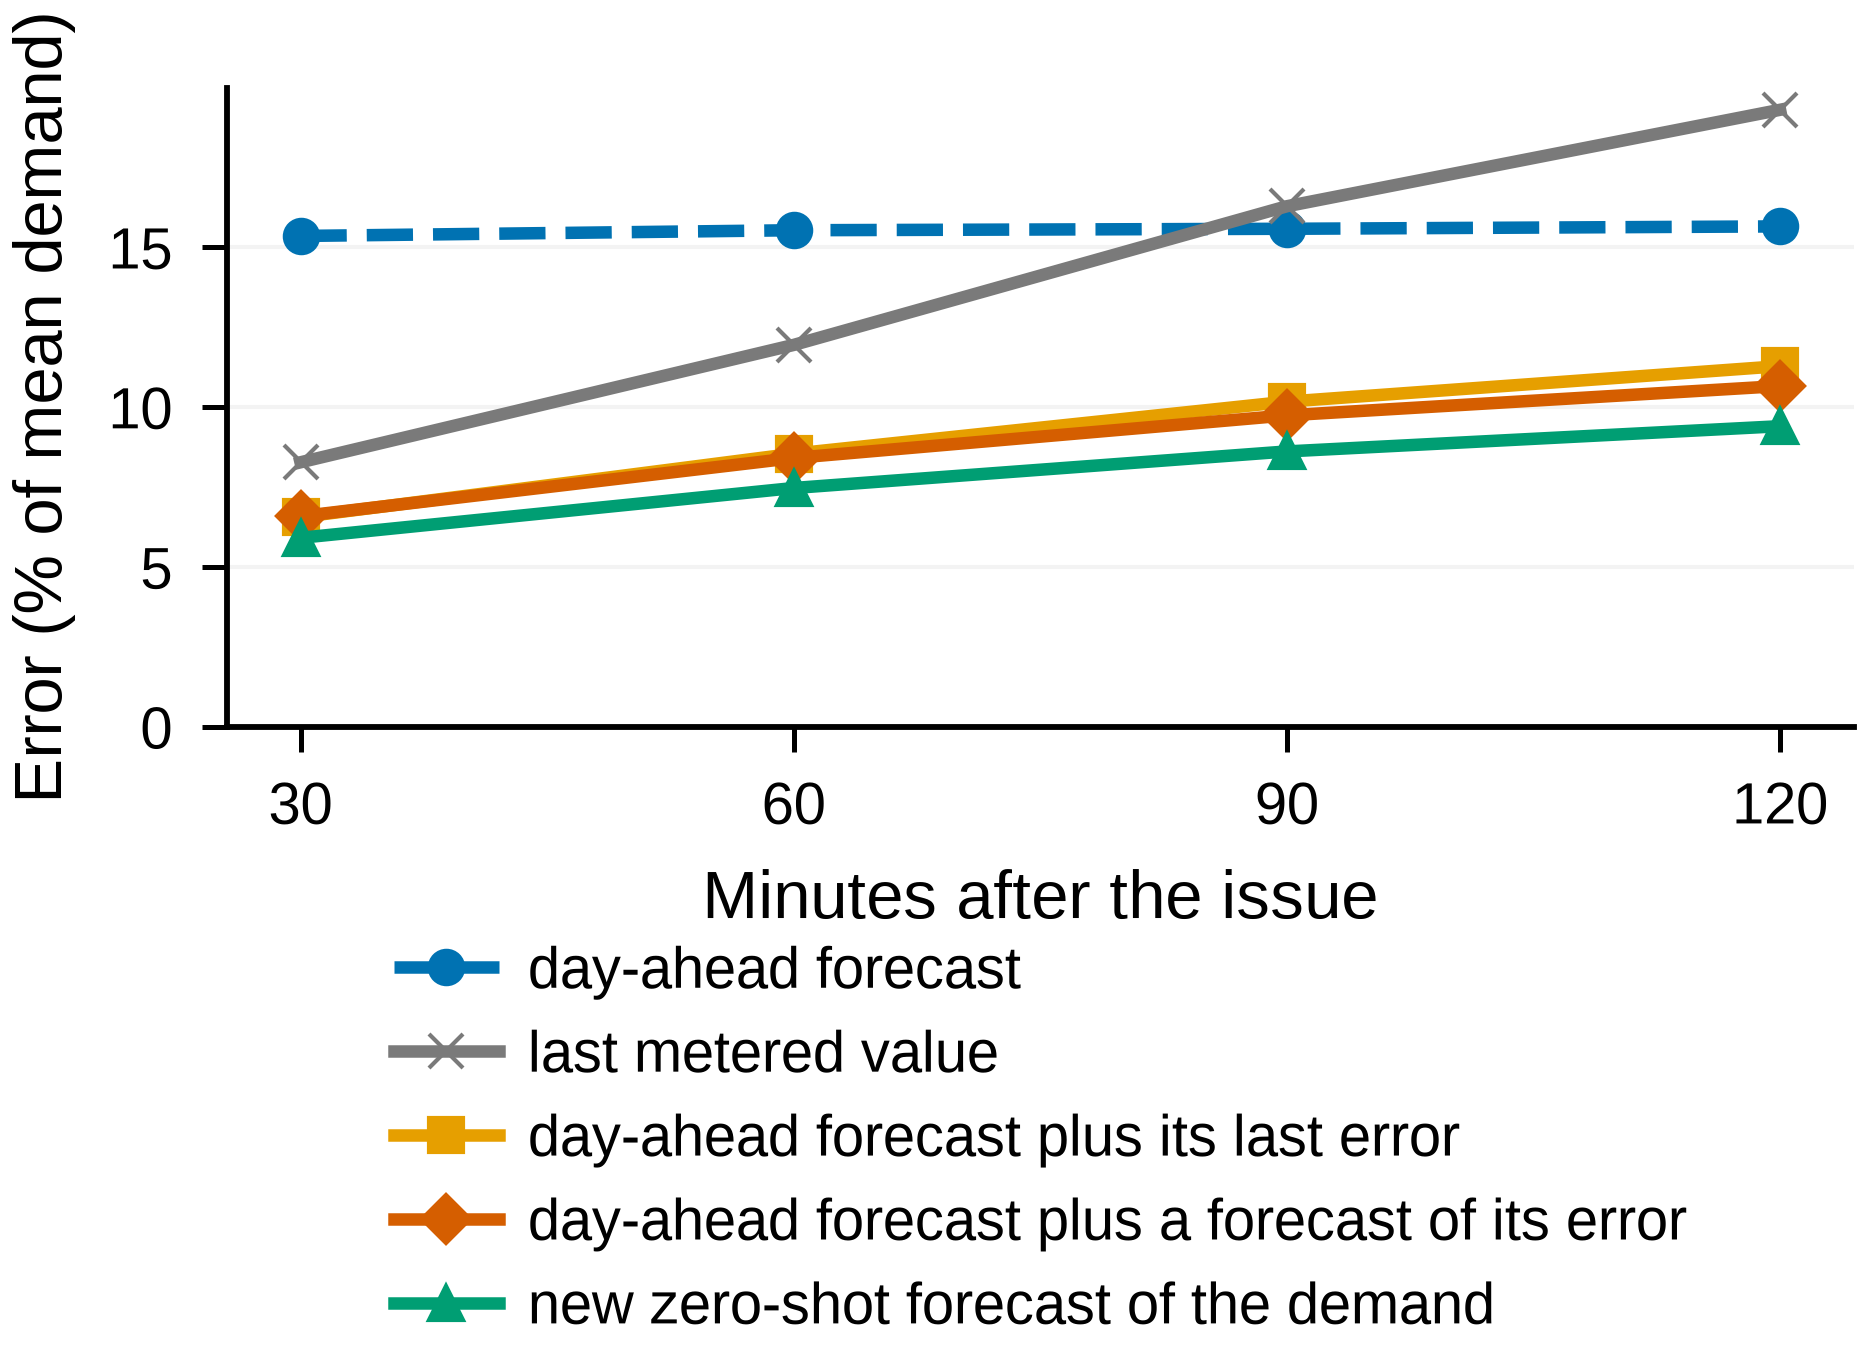 Error (% of mean demand)
15
10
5
0
30 60 90 120
Minutes after the issue
day-ahead forecast
last metered value
day-ahead forecast plus its last error
day-ahead forecast plus a forecast of its error
new zero-shot forecast of the demand